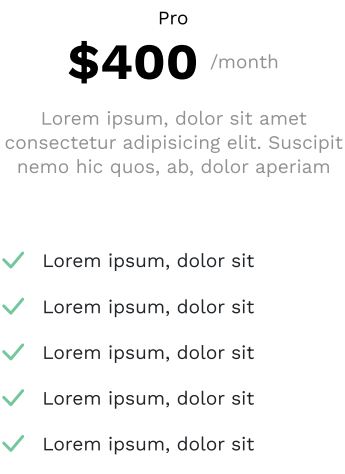 Pro
$400 /month
Lorem ipsum, dolor sit amet
consectetur adipisicing elit. Suscipit
nemo hic quos, ab, dolor aperiam
Lorem ipsum, dolor sit
Lorem ipsum, dolor sit
Lorem ipsum, dolor sit
Lorem ipsum, dolor sit
Lorem ipsum, dolor sit